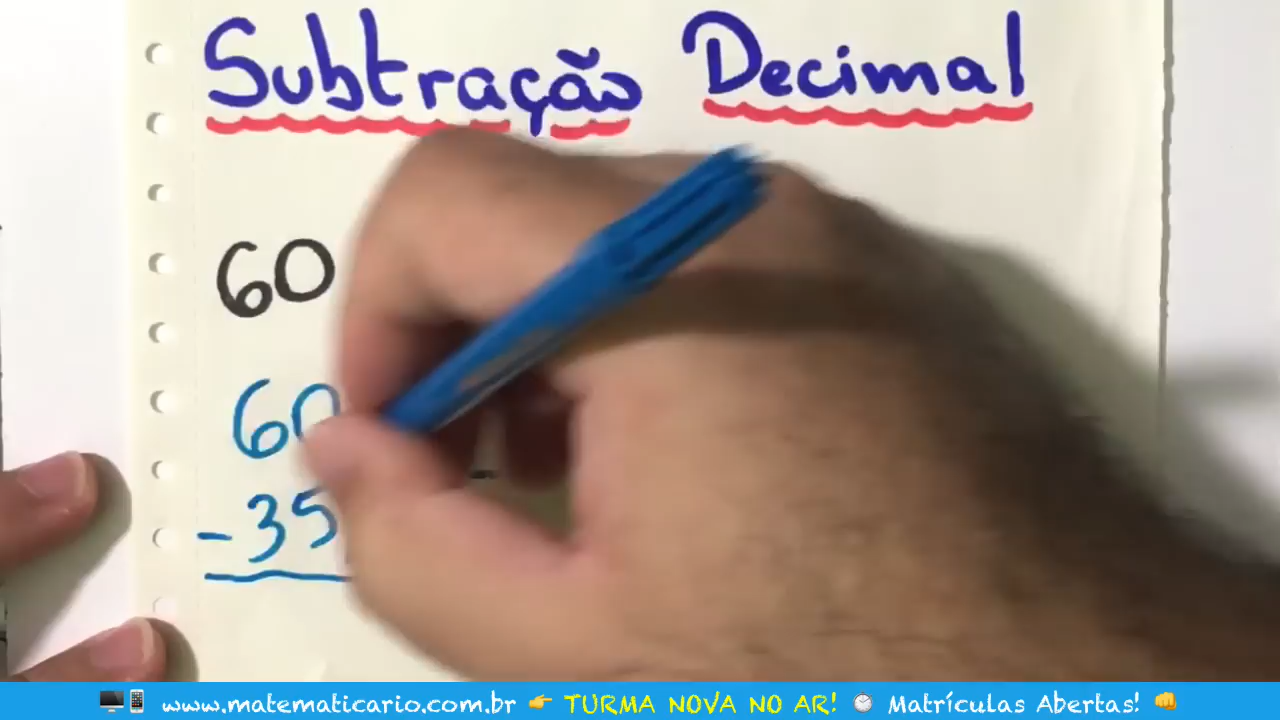 Subtração Decimal
60
60
-35
www.matematicario.com.br 👉 TURMA NOVA NO AR! ⏱ Matrículas Abertas! 👊